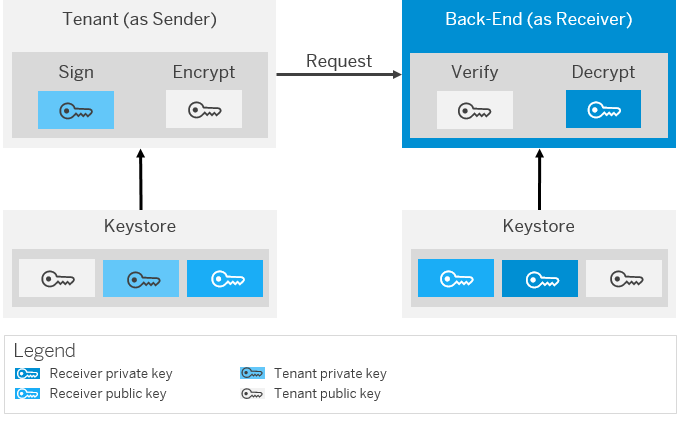 Tenant (as Sender)
Back-End (as Receiver)
Request
Sign
Encrypt
Verify
Decrypt
Keystore
Keystore
Legend
Receiver private key
Tenant private key
Receiver public key
Tenant public key